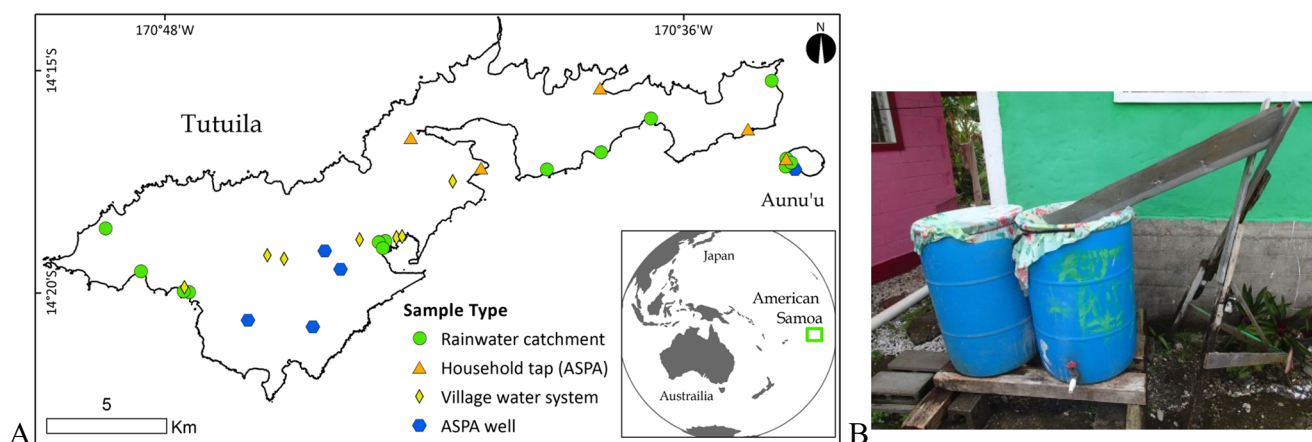 170°48'W
170°36'W
N
14°15'S
Tutuila
Aunu'u
14°20'S
Sample Type
Rainwater catchment
Household tap (ASPA)
Village water system
ASPA well
5
Km
Japan
American
Samoa
Austrailia
A
B